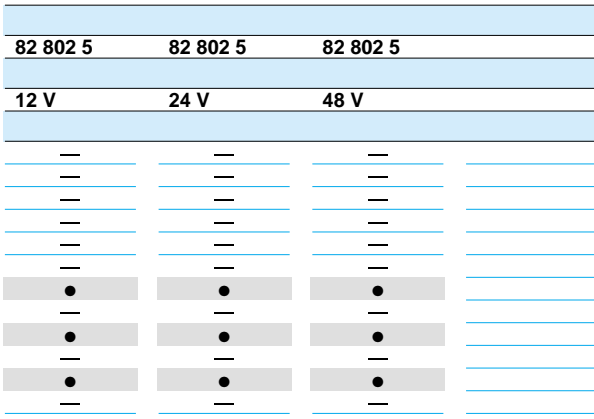 82 802 5 82 802 5 82 802 5
12 V 24 V 48 V
— — —
— — —
— — —
— — —
— — —
— — —
● ● ●
— — —
● ● ●
— — —
● ● ●
— — —